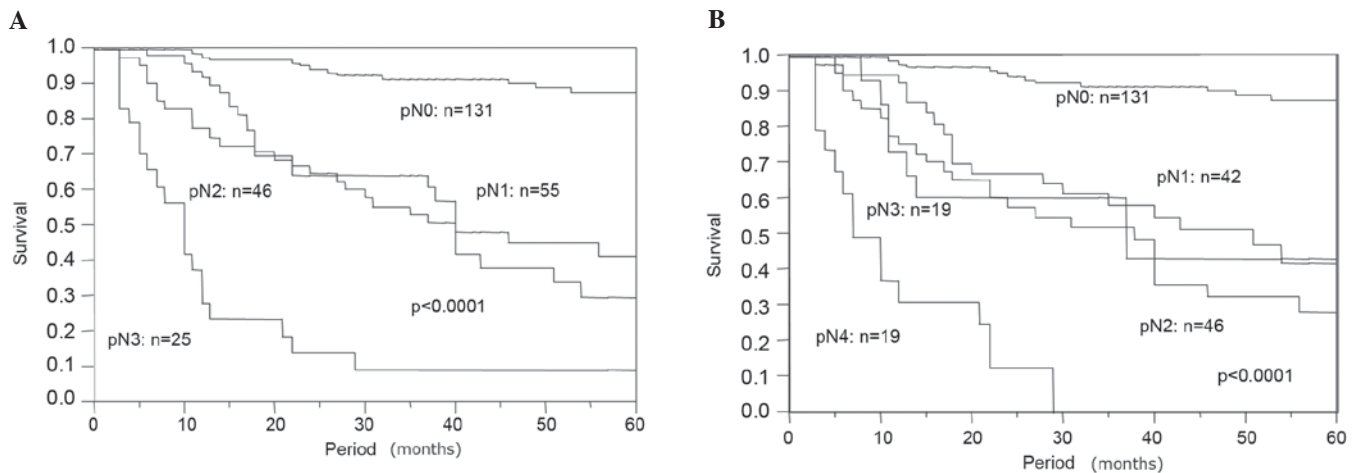 A
Survival
1.0
0.9
0.8
0.7
0.6
0.5
0.4
0.3
0.2
0.1
0.0
pN0: n=131
pN2: n=46
pN1: n=55
p<0.0001
pN3: n=25
0 10 20 30 40 50 60
Period (months)
B
Survival
1.0
0.9
0.8
0.7
0.6
0.5
0.4
0.3
0.2
0.1
0.0
pN0: n=131
pN1: n=42
pN3: n=19
pN4: n=19
pN2: n=46
p<0.0001
0 10 20 30 40 50 60
Period (months)